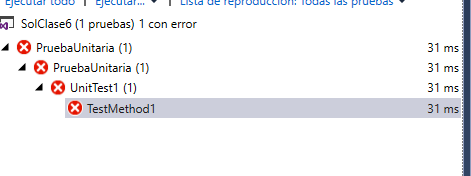 Ejecutar todo | Ejecutar... ▾ | Lista de reproducción: Todas las pruebas ▾
SolClase6 (1 pruebas) 1 con error
PruebaUnitaria (1) 31 ms
PruebaUnitaria (1) 31 ms
UnitTest1 (1) 31 ms
TestMethod1 31 ms